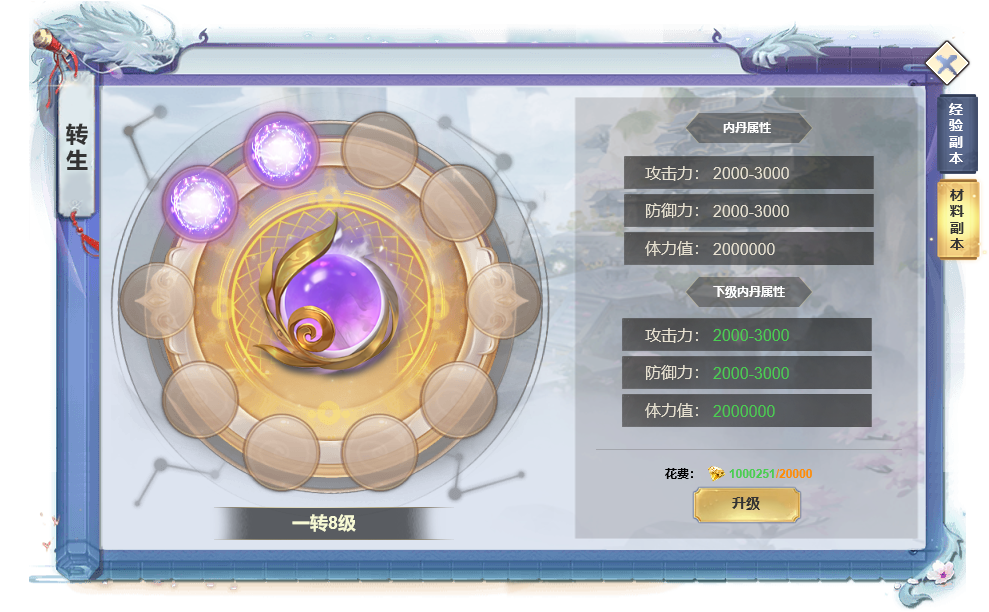 转生
经验副本
材料副本
内丹属性
攻击力： 2000-3000
防御力： 2000-3000
体力值： 2000000
下级内丹属性
攻击力： 2000-3000
防御力： 2000-3000
体力值： 2000000
花费： 1000251/20000
升级
一转8级